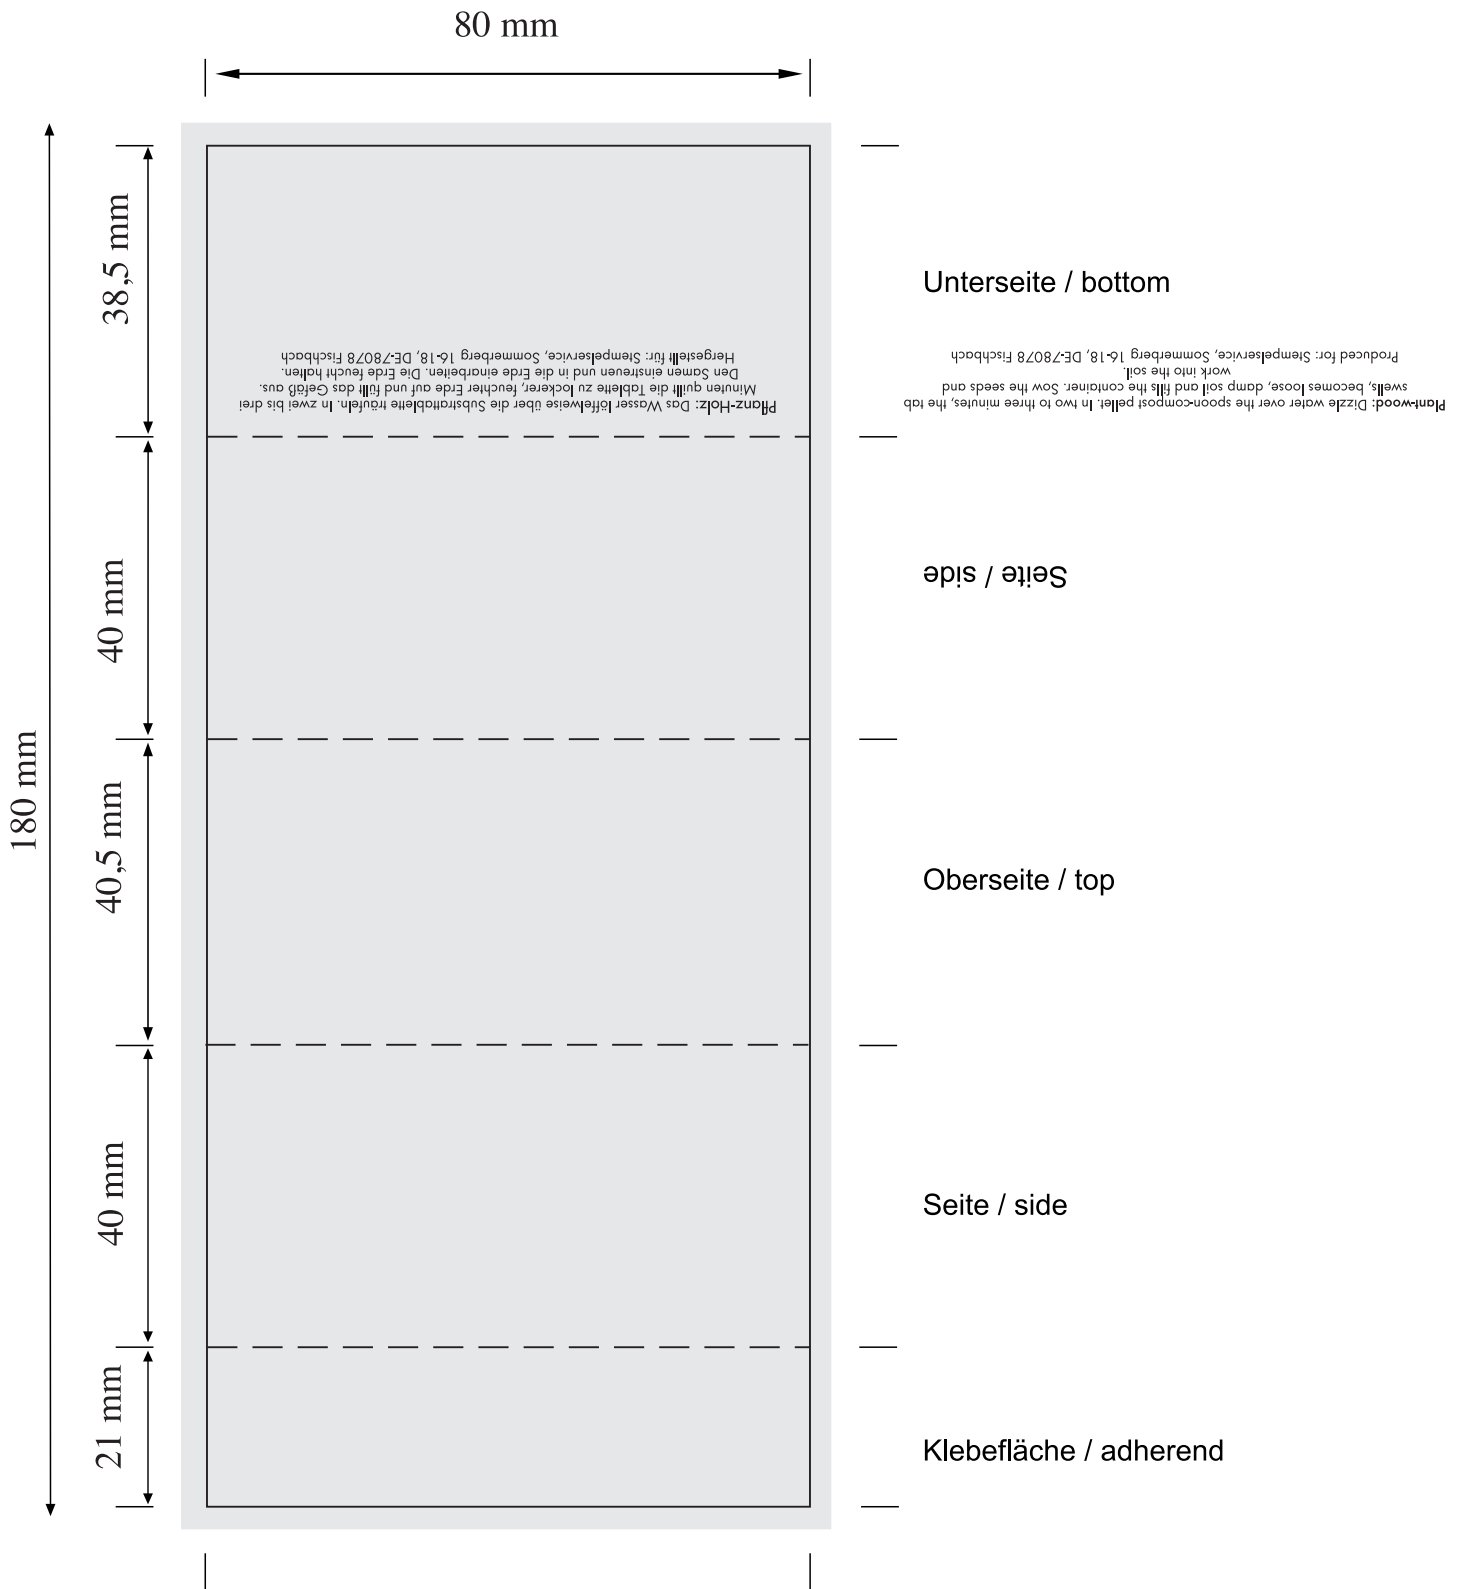 80 mm
38,5 mm
Unterseite / bottom
Pflanz-Holz: Das Wasser löffelweise über die Substrattablette träufeln. In zwei bis drei
Minuten quillt die Tablette zu lockerer, feuchter Erde auf und füllt das Gefäß aus.
Den Samen einstreuen und in die Erde einarbeiten. Die Erde feucht halten.
Hergestellt für: Stempelservice, Sommerberg 16-18, DE-78078 Fischbach
Plant-wood: Dizzle water over the spoon-compost pellet. In two to three minutes, the tab
swells, becomes loose, damp soil and fills the container. Sow the seeds and
work into the soil.
Produced for: Stempelservice, Sommerberg 16-18, DE-78078 Fischbach
40 mm
Seite / side
180 mm
40,5 mm
Oberseite / top
40 mm
Seite / side
21 mm
Klebefläche / adherend